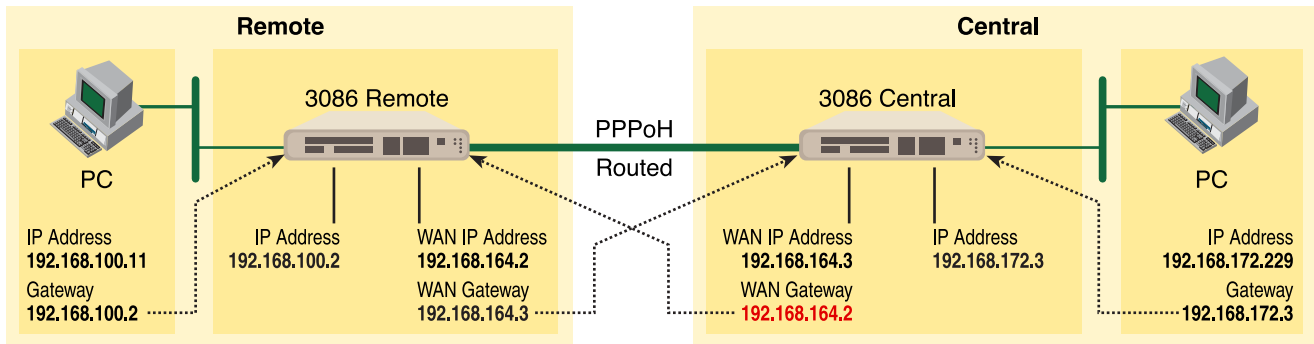 Remote
PC
IP Address
192.168.100.11
Gateway
192.168.100.2
3086 Remote
IP Address
192.168.100.2
WAN IP Address
192.168.164.2
WAN Gateway
192.168.164.3
PPPoH
Routed
Central
3086 Central
WAN IP Address
192.168.164.3
WAN Gateway
192.168.164.2
IP Address
192.168.172.3
PC
IP Address
192.168.172.229
Gateway
192.168.172.3